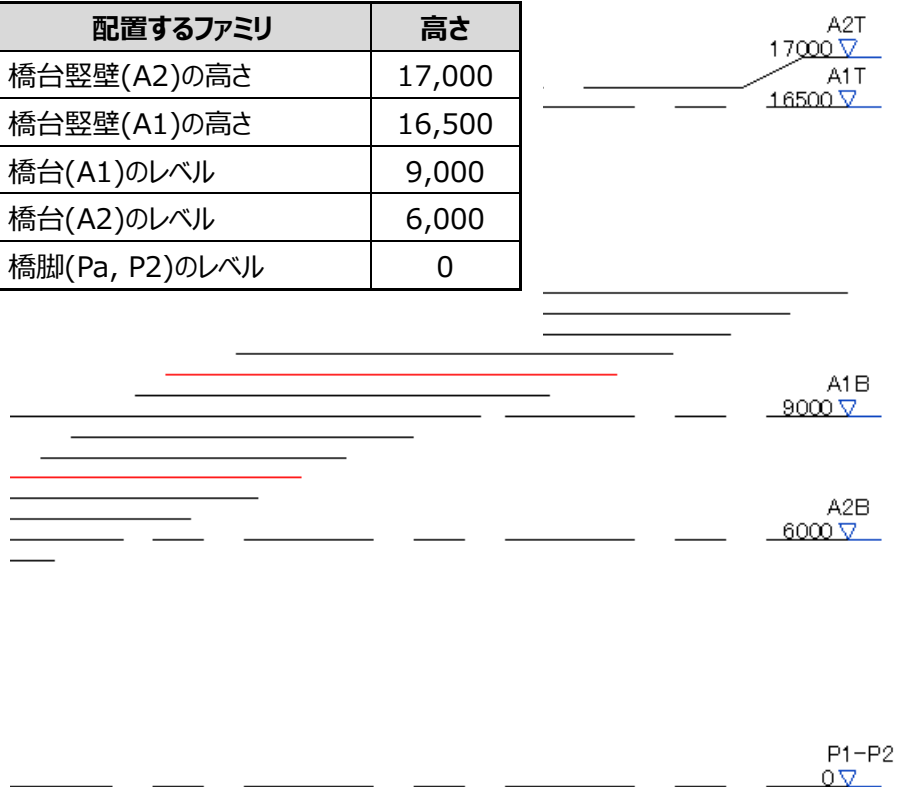 配置するファミリ 高さ
橋台竪壁(A2)の高さ 17,000
橋台竪壁(A1)の高さ 16,500
橋台(A1)のレベル 9,000
橋台(A2)のレベル 6,000
橋脚(Pa, P2)のレベル 0
A2T
17000
A1T
16500
A1B
9000
A2B
6000
P1-P2
0